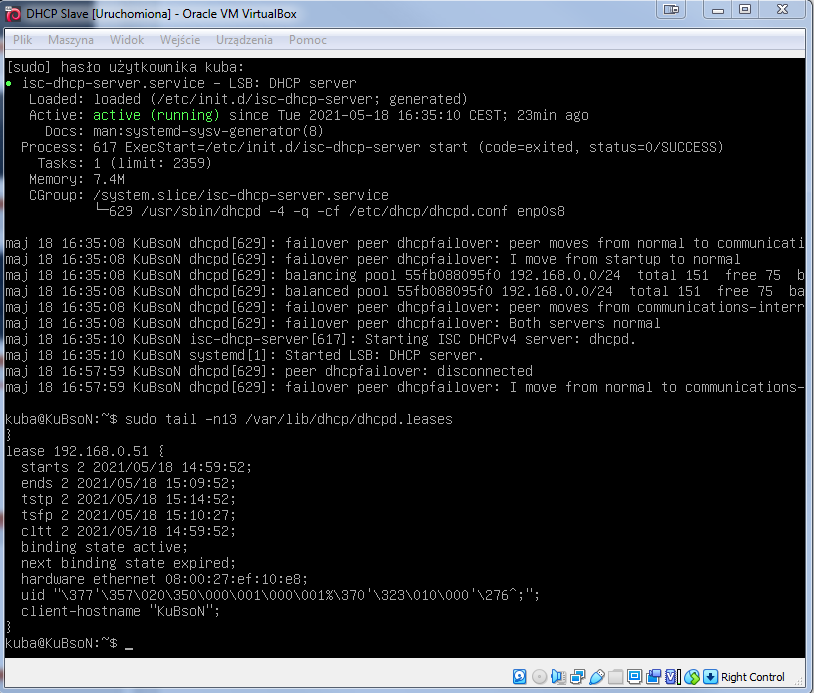 DHCP Slave [Uruchomiona] - Oracle VM VirtualBox
Plik Maszyna Widok Wejście Urządzenia Pomoc
[sudo] hasło użytkownika kuba:
● isc-dhcp-server.service - LSB: DHCP server
Loaded: loaded (/etc/init.d/isc-dhcp-server; generated)
Active: active (running) since Tue 2021-05-18 16:35:10 CEST; 23min ago
Docs: man:systemd-sysv-generator(8)
Process: 617 ExecStart=/etc/init.d/isc-dhcp-server start (code=exited, status=0/SUCCESS)
Tasks: 1 (limit: 2359)
Memory: 7.4M
CGroup: /system.slice/isc-dhcp-server.service
└─629 /usr/sbin/dhcpd -4 -q -cf /etc/dhcp/dhcpd.conf enp0s8
maj 18 16:35:08 KuBsoN dhcpd[629]: failover peer dhcpfailover: peer moves from normal to communicati
maj 18 16:35:08 KuBsoN dhcpd[629]: failover peer dhcpfailover: I move from startup to normal
maj 18 16:35:08 KuBsoN dhcpd[629]: balancing pool 55fb088095f0 192.168.0.0/24  total 151  free 75  b
maj 18 16:35:08 KuBsoN dhcpd[629]: balanced pool 55fb088095f0 192.168.0.0/24  total 151  free 75  ba
maj 18 16:35:08 KuBsoN dhcpd[629]: failover peer dhcpfailover: peer moves from communications-interr
maj 18 16:35:08 KuBsoN dhcpd[629]: failover peer dhcpfailover: Both servers normal
maj 18 16:35:10 KuBsoN isc-dhcp-server[617]: Starting ISC DHCPv4 server: dhcpd.
maj 18 16:35:10 KuBsoN systemd[1]: Started LSB: DHCP server.
maj 18 16:57:59 KuBsoN dhcpd[629]: peer dhcpfailover: disconnected
maj 18 16:57:59 KuBsoN dhcpd[629]: failover peer dhcpfailover: I move from normal to communications-
kuba@KuBsoN:~$ sudo tail -n13 /var/lib/dhcp/dhcpd.leases
}
lease 192.168.0.51 {
starts 2 2021/05/18 14:59:52;
ends 2 2021/05/18 15:09:52;
tstp 2 2021/05/18 15:14:52;
tsfp 2 2021/05/18 15:10:27;
cltt 2 2021/05/18 14:59:52;
binding state active;
next binding state expired;
hardware ethernet 08:00:27:ef:10:e8;
uid "\377'\357\020\350\000\001\000\001%\370'\323\010\000'\276^;";
client-hostname "KuBsoN";
}
kuba@KuBsoN:~$ _
Right Control